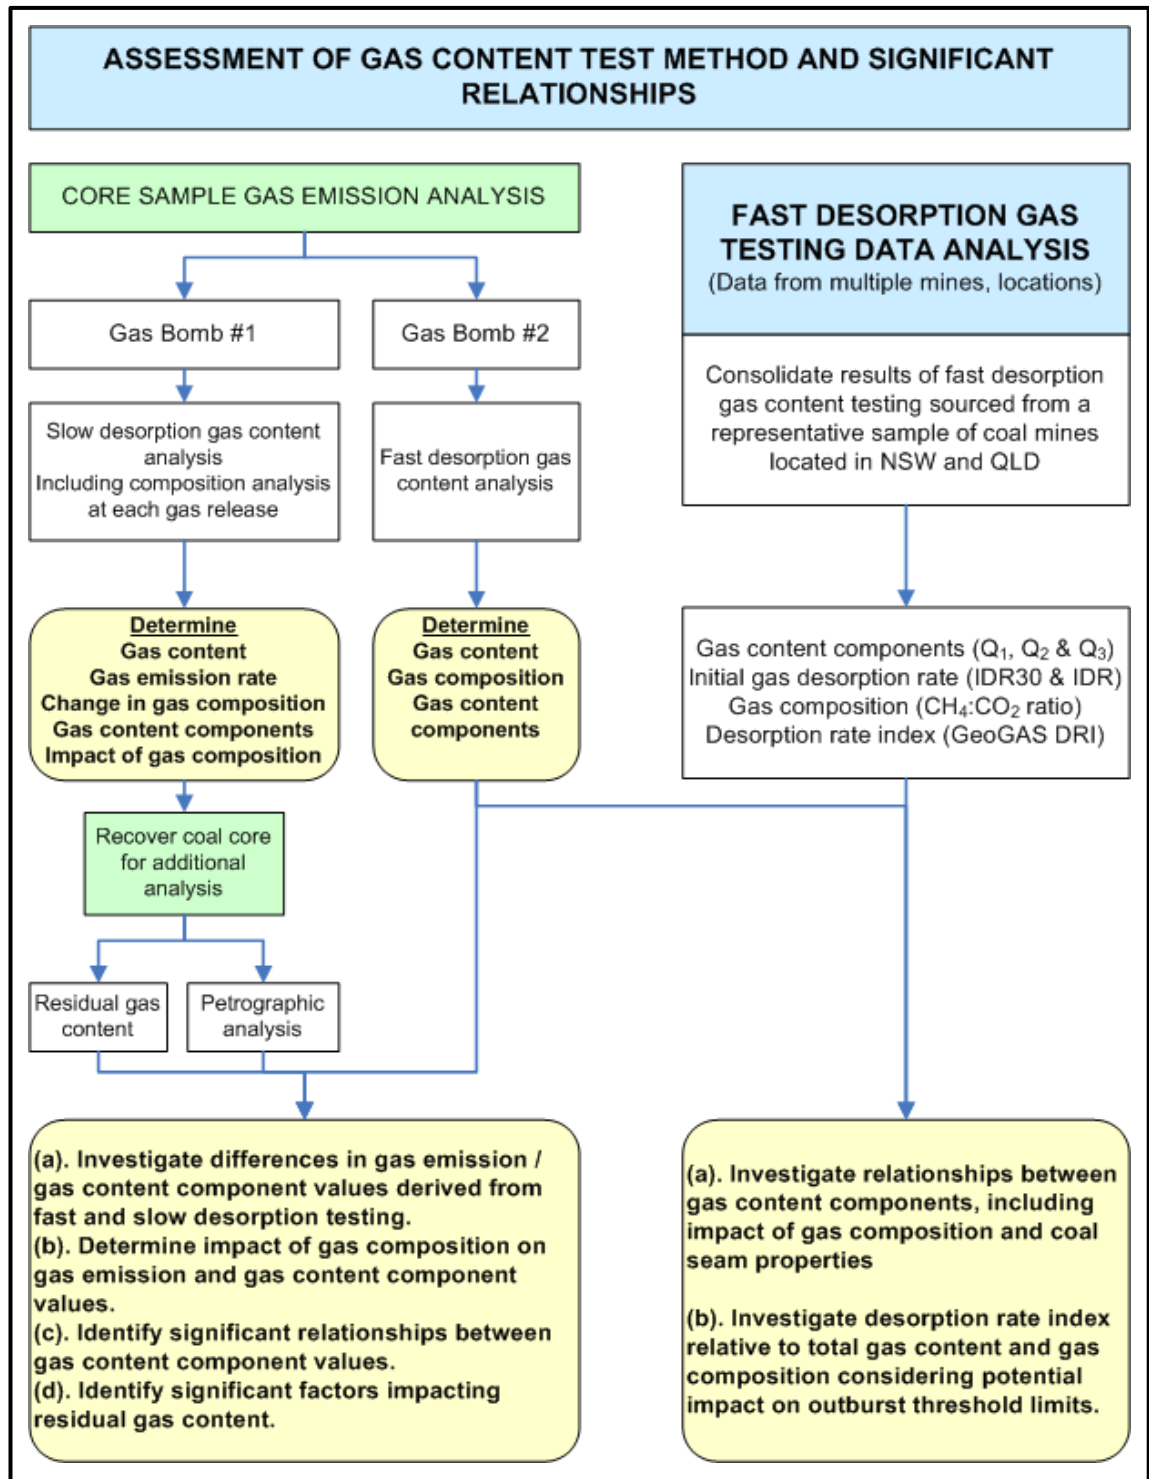 ASSESSMENT OF GAS CONTENT TEST METHOD AND SIGNIFICANT
RELATIONSHIPS
CORE SAMPLE GAS EMISSION ANALYSIS
Gas Bomb #1
Gas Bomb #2
Slow desorption gas content
analysis
Including composition analysis
at each gas release
Fast desorption gas
content analysis
Determine
Gas content
Gas emission rate
Change in gas composition
Gas content components
Impact of gas composition
Determine
Gas content
Gas composition
Gas content
components
Recover coal core
for additional
analysis
Residual gas
content
Petrographic
analysis
(a). Investigate differences in gas emission /
gas content component values derived from
fast and slow desorption testing.
(b). Determine impact of gas composition on
gas emission and gas content component
values.
(c). Identify significant relationships between
gas content component values.
(d). Identify significant factors impacting
residual gas content.
FAST DESORPTION GAS
TESTING DATA ANALYSIS
(Data from multiple mines, locations)
Consolidate results of fast desorption
gas content testing sourced from a
representative sample of coal mines
located in NSW and QLD
Gas content components (Q₁, Q₂ & Q₃)
Initial gas desorption rate (IDR30 & IDR)
Gas composition (CH₄:CO₂ ratio)
Desorption rate index (GeoGAS DRI)
(a). Investigate relationships between
gas content components, including
impact of gas composition and coal
seam properties
(b). Investigate desorption rate index
relative to total gas content and gas
composition considering potential
impact on outburst threshold limits.